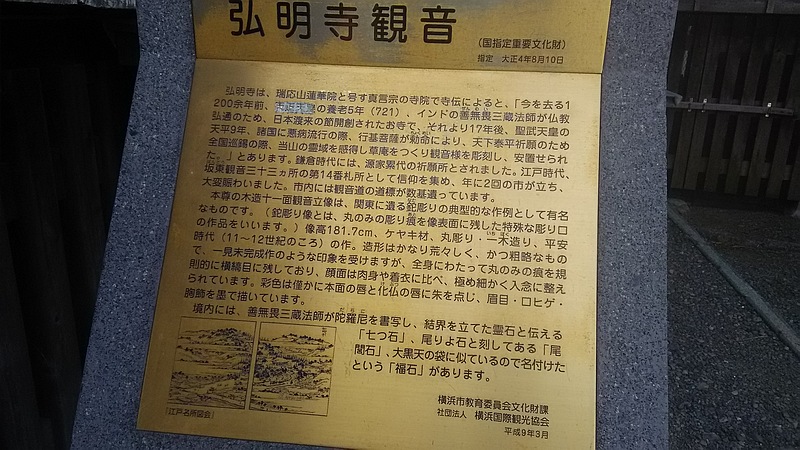 弘明寺観音
(国指定重要文化財)
指定 大正4年8月10日
弘明寺は、瑞応山蓮華院と号す真言宗の寺院で寺伝によると、「今を去る1
200余年前、の養老5年(721)、インドの善無畏三蔵法師が仏教
弘通のため、日本渡来の節開創されたお寺で、それより17年後、聖武天皇の
天平9年、諸国に悪病流行の際、行基菩薩が勅命により、天下泰平祈願のため
全国巡錫の際、当山の霊域を感得し草庵をつくり観音様を彫刻し、安置せられ
た。」とあります。鎌倉時代には、源家累代の祈願所とされました。江戸時代、
坂東観音三十三ヵ所の第14番札所として信仰を集め、年に2回の市が立ち、
大変賑わいました。市内には観音道の道標が数基遺っています。
本尊の木造十一面観音立像は、関東に遺る鉈彫りの典型的な作例として有名
なものです。(鉈彫り像とは、丸のみの彫り痕を像表面に残した特殊な彫り口
の作品をいいます。)像高181.7cm、ケヤキ材、丸彫り・一木造り、平安
時代(11〜12世紀のころ)の作。造形はかなり荒々しく、かつ粗略なもの
で、一見未完成作のような印象を受けますが、全身にわたって丸のみの痕を規
則的に横縞目に残しており、顔面は肉身や着衣に比べ、極め細かく入念に整え
られています。彩色は僅かに本面の唇と化仏の唇に朱を点じ、眉目・口ヒゲ・
胸飾を墨で描いています。
境内には、善無畏三蔵法師が陀羅尼を書写し、結界を立てた霊石と伝える
「七つ石」、尾りょ石と刻してある「尾
閭石」、大黒天の袋に似ているので名付けた
という「福石」があります。
「江戸名所図会」
横浜市教育委員会文化財課
社団法人 横浜国際観光協会
平成9年3月